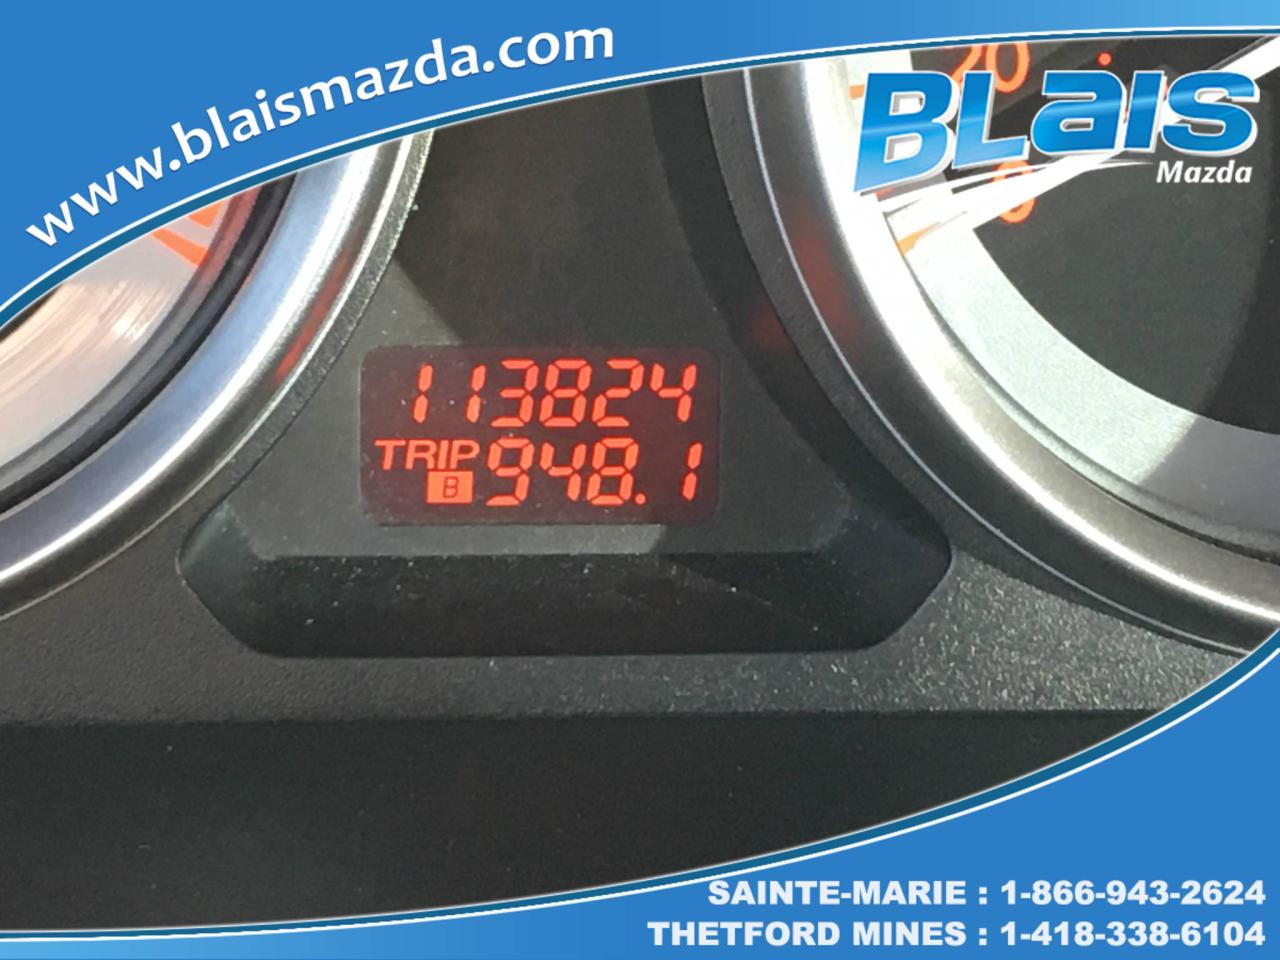 www.blaismazda.com
20
BLaIS
Mazda
113824
TRIP
B 948.1
SAINTE-MARIE : 1-866-943-2624
THETFORD MINES : 1-418-338-6104